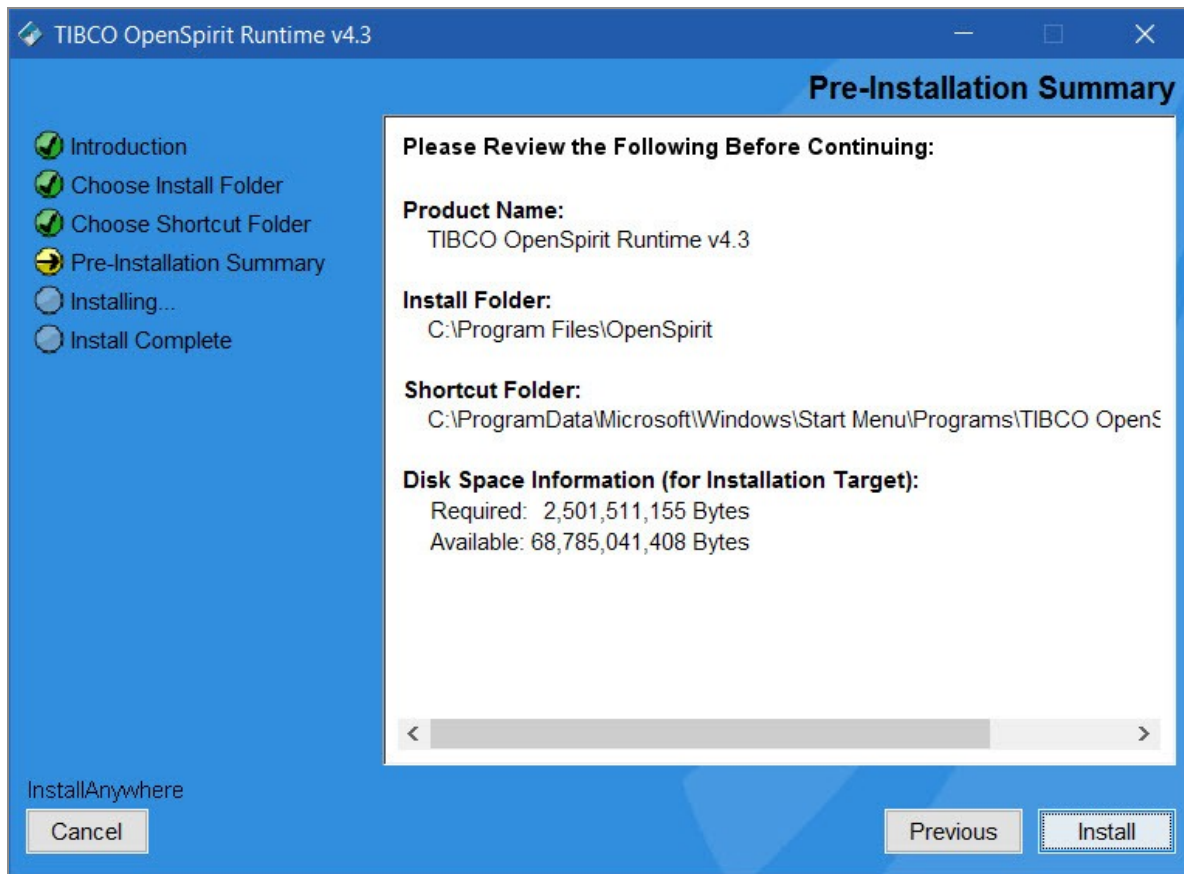 TIBCO OpenSpirit Runtime v4.3
Pre-Installation Summary
Introduction
Choose Install Folder
Choose Shortcut Folder
Pre-Installation Summary
Installing...
Install Complete
Please Review the Following Before Continuing:
Product Name:
TIBCO OpenSpirit Runtime v4.3
Install Folder:
C:\Program Files\OpenSpirit
Shortcut Folder:
C:\ProgramData\Microsoft\Windows\Start Menu\Programs\TIBCO OpenS
Disk Space Information (for Installation Target):
Required: 2,501,511,155 Bytes
Available: 68,785,041,408 Bytes
InstallAnywhere
Cancel
Previous
Install